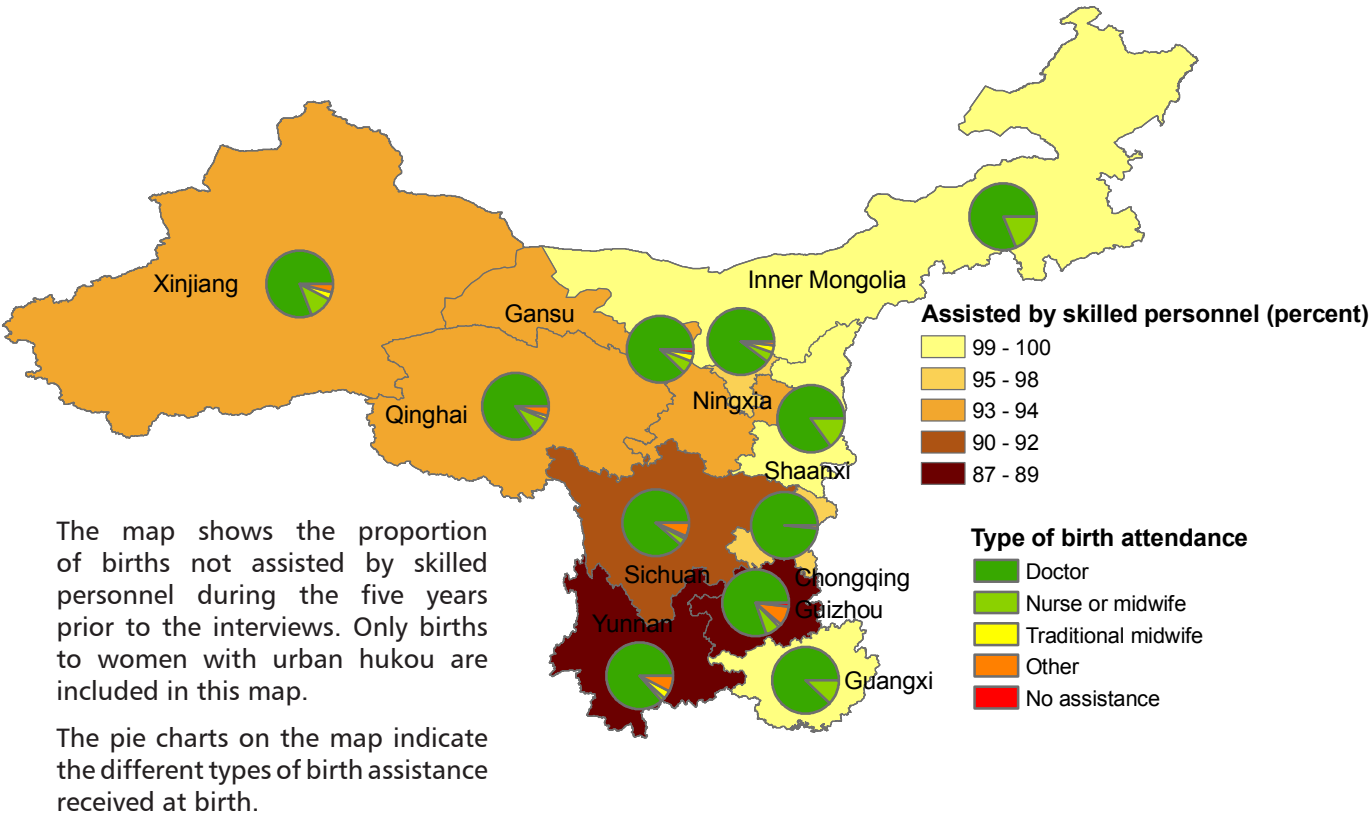 Xinjiang
Gansu
Inner Mongolia
Qinghai
Ningxia
Shaanxi
Sichuan
Chongqing
Guizhou
Yunnan
Guangxi
Assisted by skilled personnel (percent)
99 - 100
95 - 98
93 - 94
90 - 92
87 - 89
Type of birth attendance
Doctor
Nurse or midwife
Traditional midwife
Other
No assistance
The map shows the proportion
of births not assisted by skilled
personnel during the five years
prior to the interviews. Only births
to women with urban hukou are
included in this map.
The pie charts on the map indicate
the different types of birth assistance
received at birth.